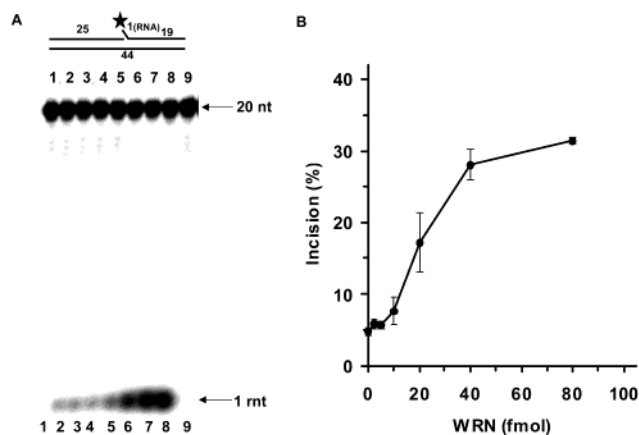 A
25 1(RNA)19
44
1 2 3 4 5 6 7 8 9
20 nt
1 rnt
1 2 3 4 5 6 7 8 9
B
40
30
20
10
0
Incision (%)
0 20 40 60 80 100
WRN (fmol)